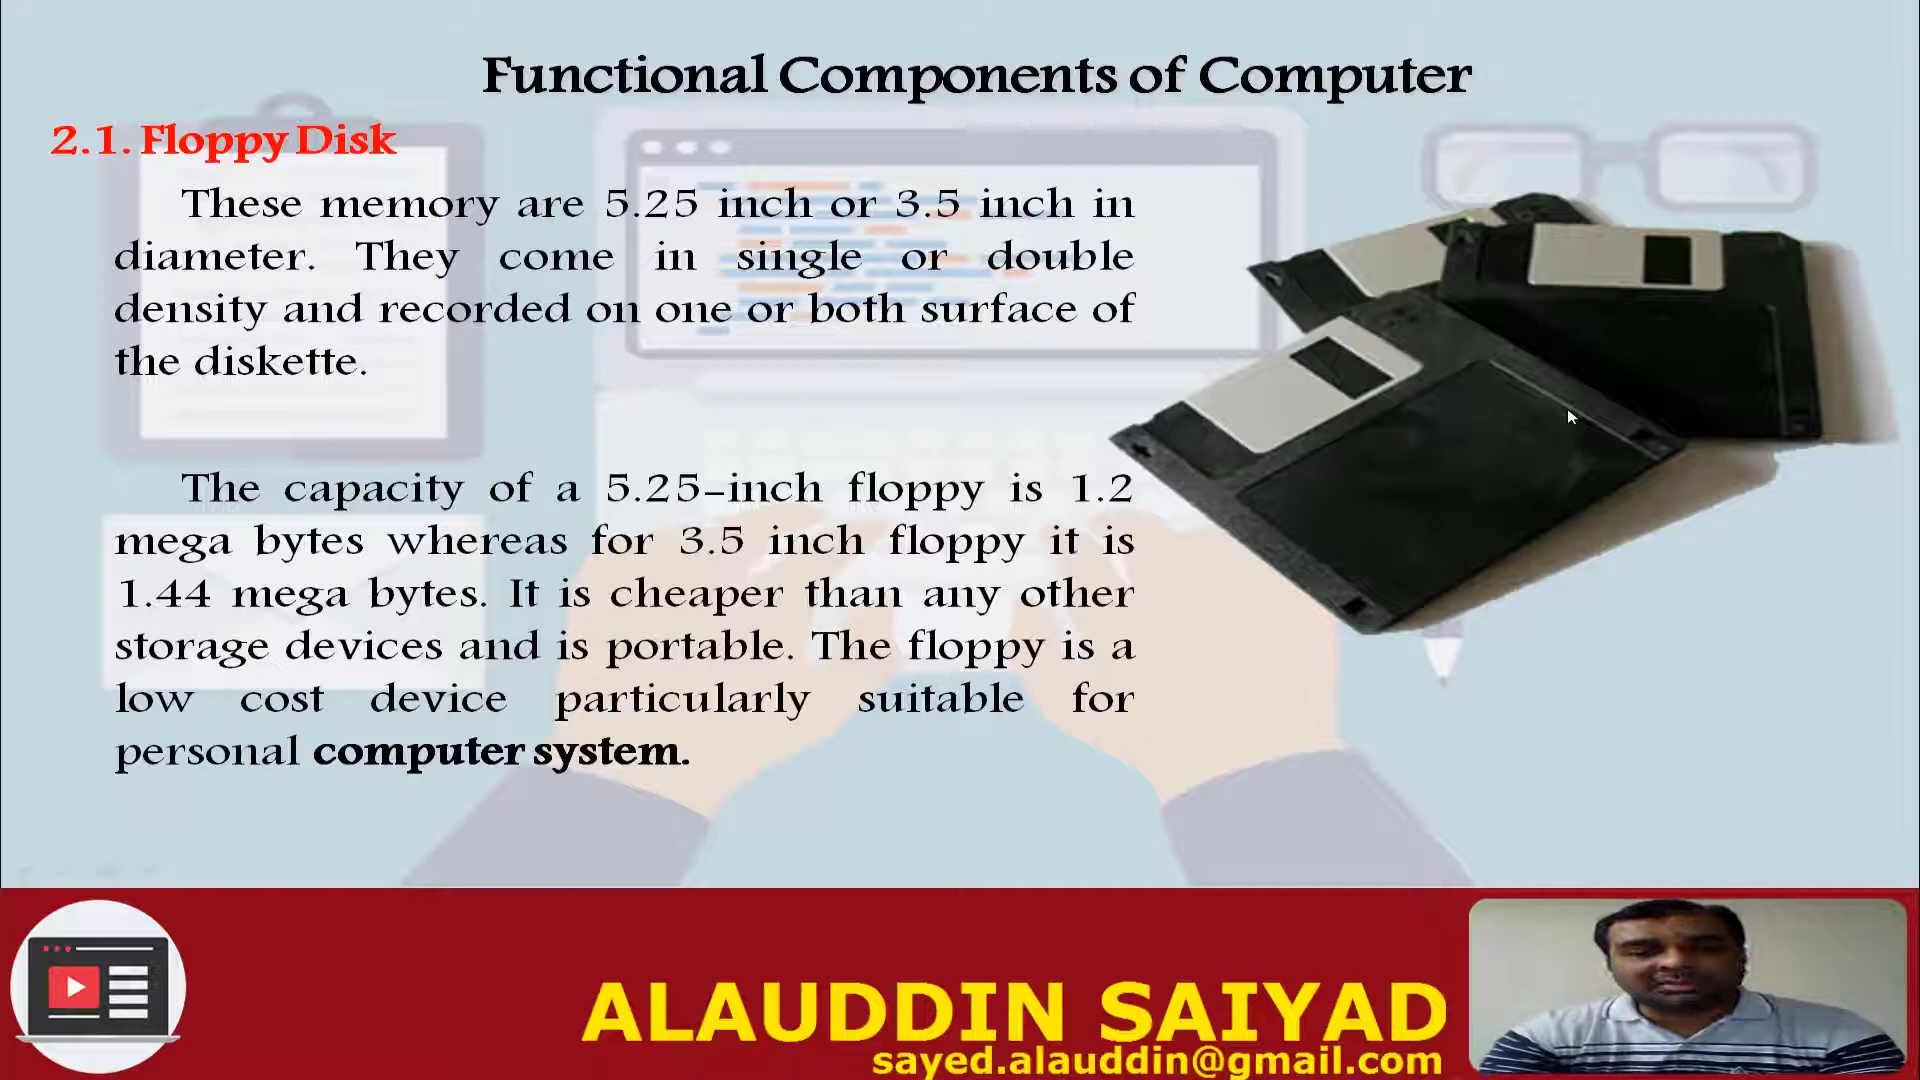 Functional Components of Computer
2.1. Floppy Disk
These memory are 5.25 inch or 3.5 inch in
diameter. They come in single or double
density and recorded on one or both surface of
the diskette.
The capacity of a 5.25-inch floppy is 1.2
mega bytes whereas for 3.5 inch floppy it is
1.44 mega bytes. It is cheaper than any other
storage devices and is portable. The floppy is a
low cost device particularly suitable for
personal computer system.
ALAUDDIN SAIYAD
sayed.alauddin@gmail.com